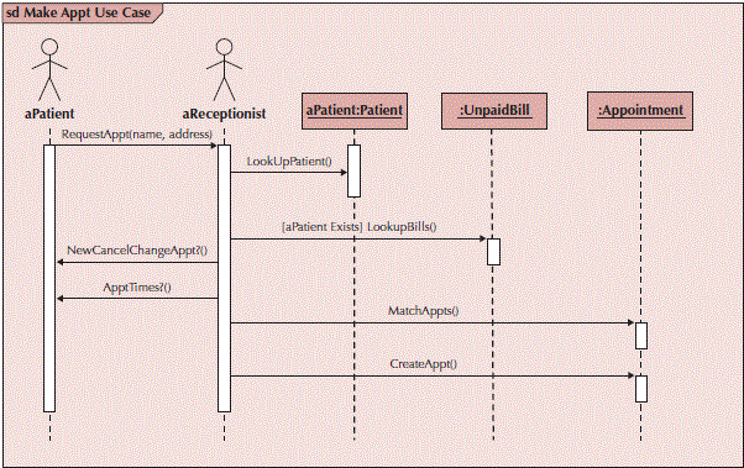 sd Make Appt Use Case
aPatient
aReceptionist
aPatient:Patient
:UnpaidBill
:Appointment
RequestAppt(name, address)
LookUpPatient()
[aPatient Exists] LookupBills()
NewCancelChangeAppt?()
ApptTimes?()
MatchAppts()
CreateAppt()